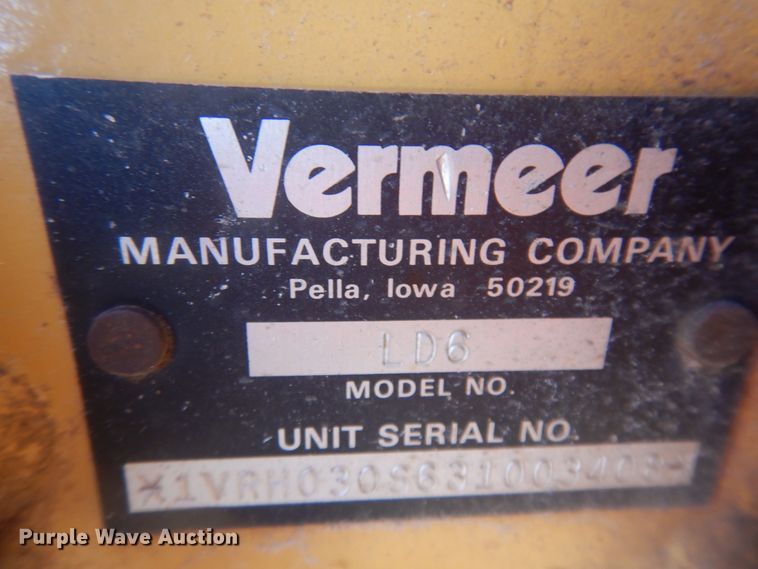 Vermeer
MANUFACTURING COMPANY
Pella, Iowa 50219
LD6
MODEL NO.
UNIT SERIAL NO.
Purple Wave Auction